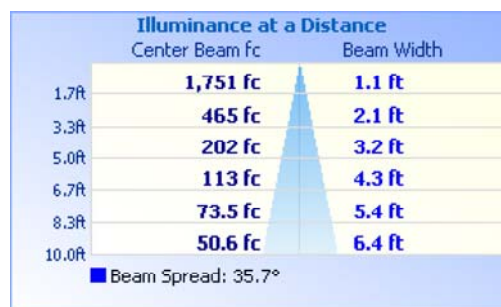 Illuminance at a Distance
Center Beam fc Beam Width
1.7ft 1,751 fc 1.1 ft
3.3ft 465 fc 2.1 ft
5.0ft 202 fc 3.2 ft
6.7ft 113 fc 4.3 ft
8.3ft 73.5 fc 5.4 ft
10.0ft 50.6 fc 6.4 ft
Beam Spread: 35.7°